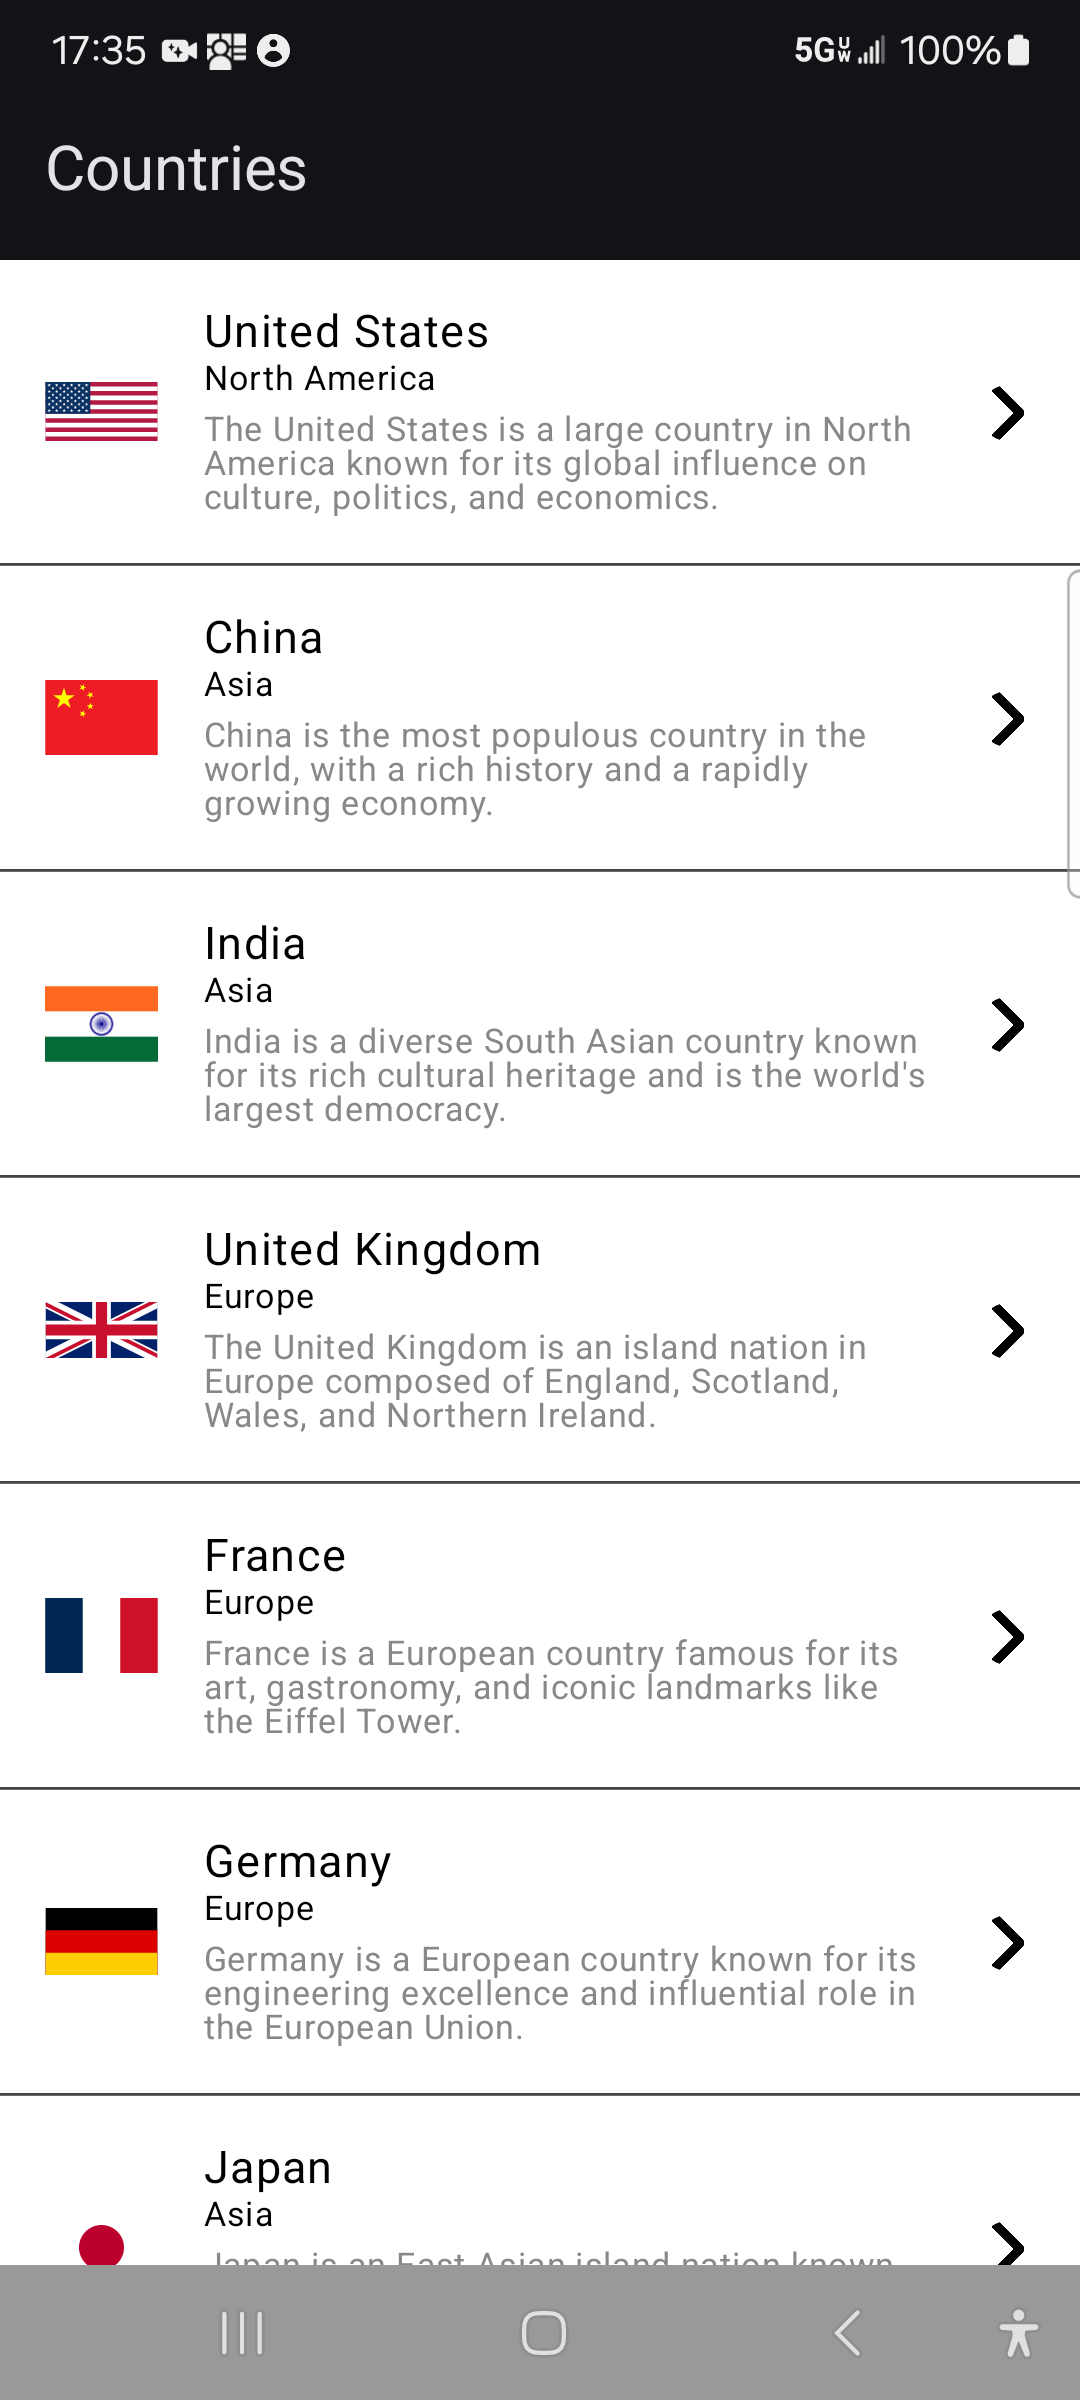 17:35
5G UW 100%
Countries
United States
North America
The United States is a large country in North
America known for its global influence on
culture, politics, and economics.
China
Asia
China is the most populous country in the
world, with a rich history and a rapidly
growing economy.
India
Asia
India is a diverse South Asian country known
for its rich cultural heritage and is the world's
largest democracy.
United Kingdom
Europe
The United Kingdom is an island nation in
Europe composed of England, Scotland,
Wales, and Northern Ireland.
France
Europe
France is a European country famous for its
art, gastronomy, and iconic landmarks like
the Eiffel Tower.
Germany
Europe
Germany is a European country known for its
engineering excellence and influential role in
the European Union.
Japan
Asia
Japan is an East Asian island nation known